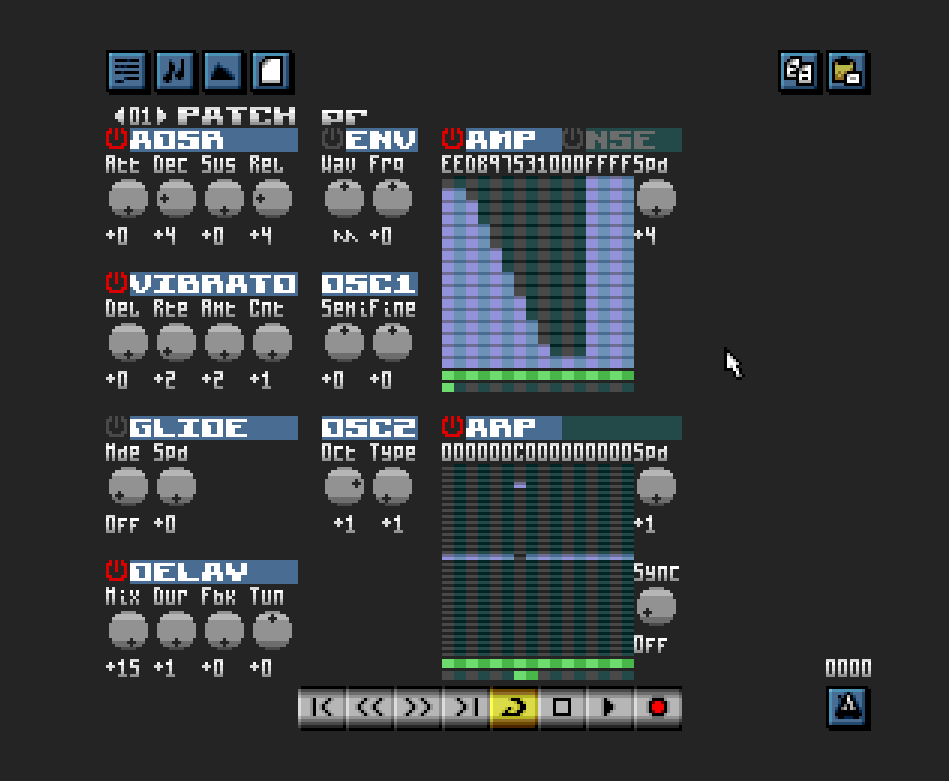 01 PATCH pr
ADSR ENV AMP NSE
Att Dec Sus Rel Wav Frq EEDB97531000FFFF Spd
+0 +4 +0 +4 +0 +4
VIBRATO OSC1
Del Rte Amt Cnt Semi Fine
+0 +2 +2 +1 +0 +0
GLIDE OSC2 ARP
Mde Spd Oct Type 000000C000000000 Spd
Off +0 +1 +1 +1
DELAY Sync
Mix Dur Fbk Tun
Off
+15 +1 +0 +0 0000
A